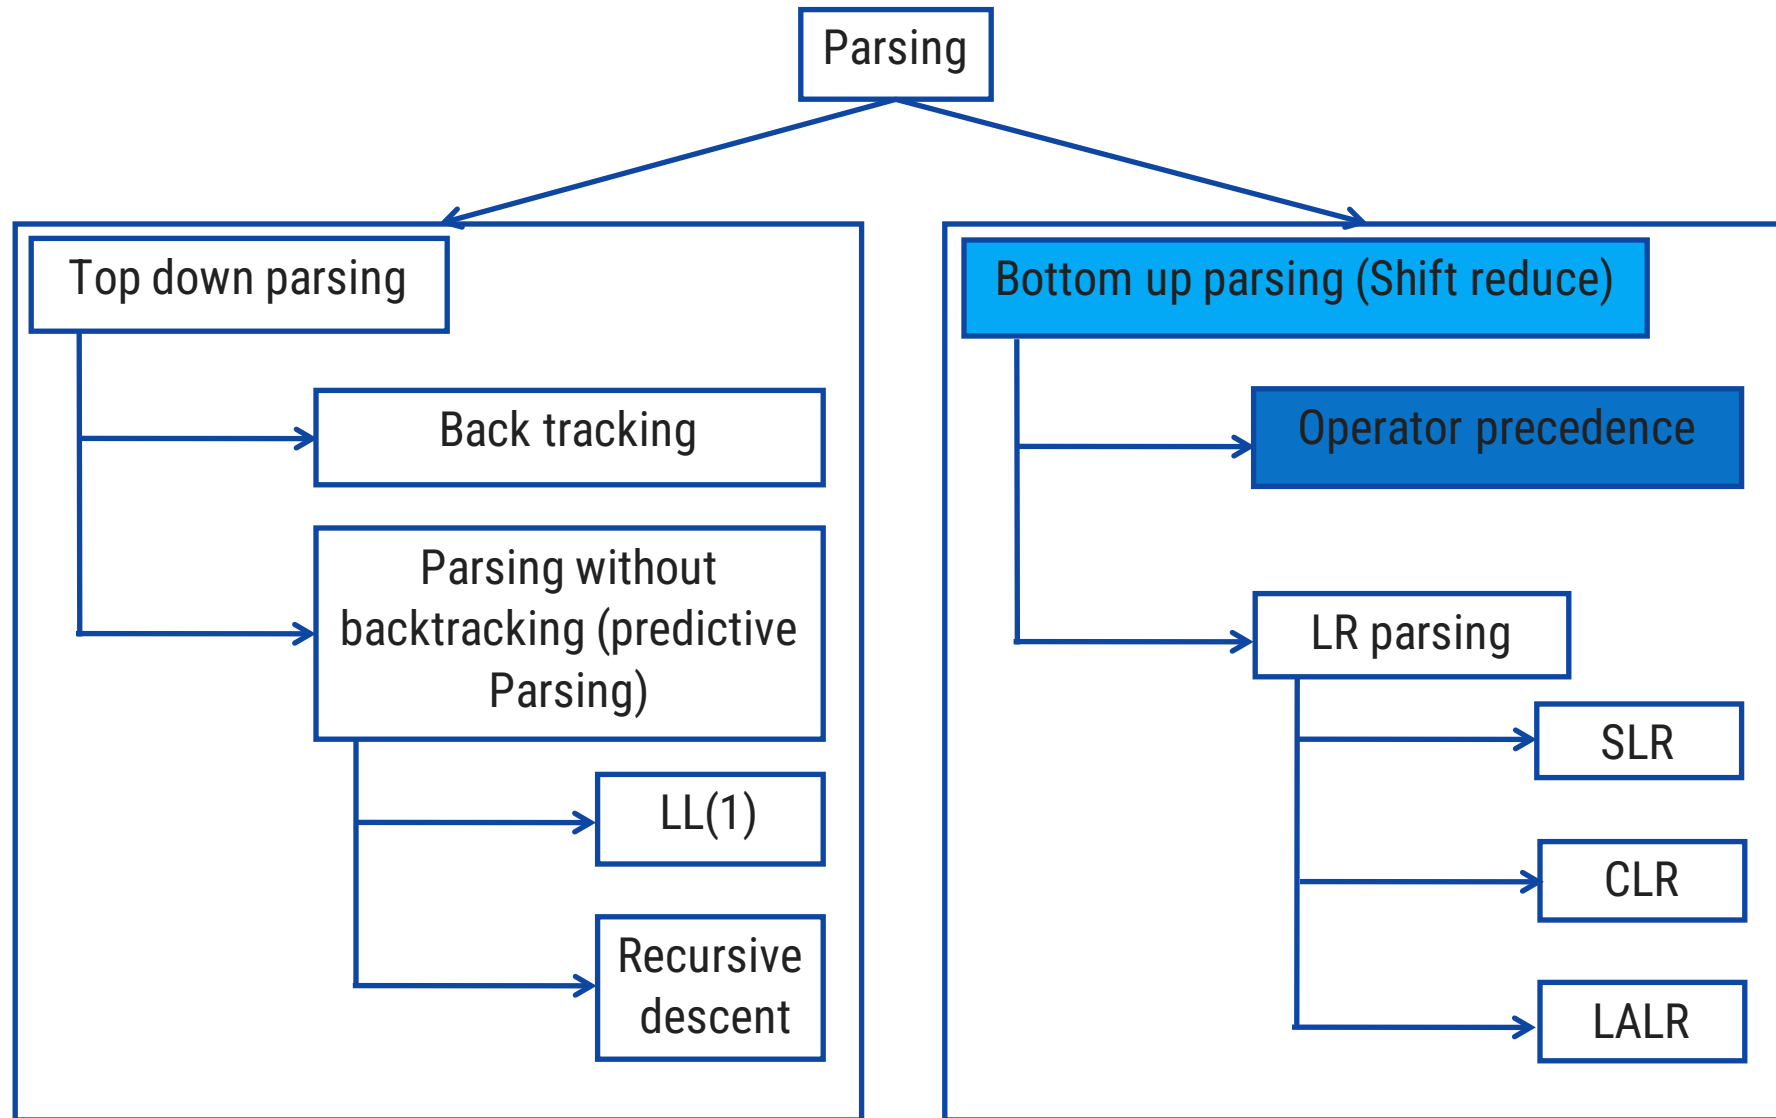 Parsing
Top down parsing
Back tracking
Parsing without
backtracking (predictive
Parsing)
LL(1)
Recursive
descent
Bottom up parsing (Shift reduce)
Operator precedence
LR parsing
SLR
CLR
LALR